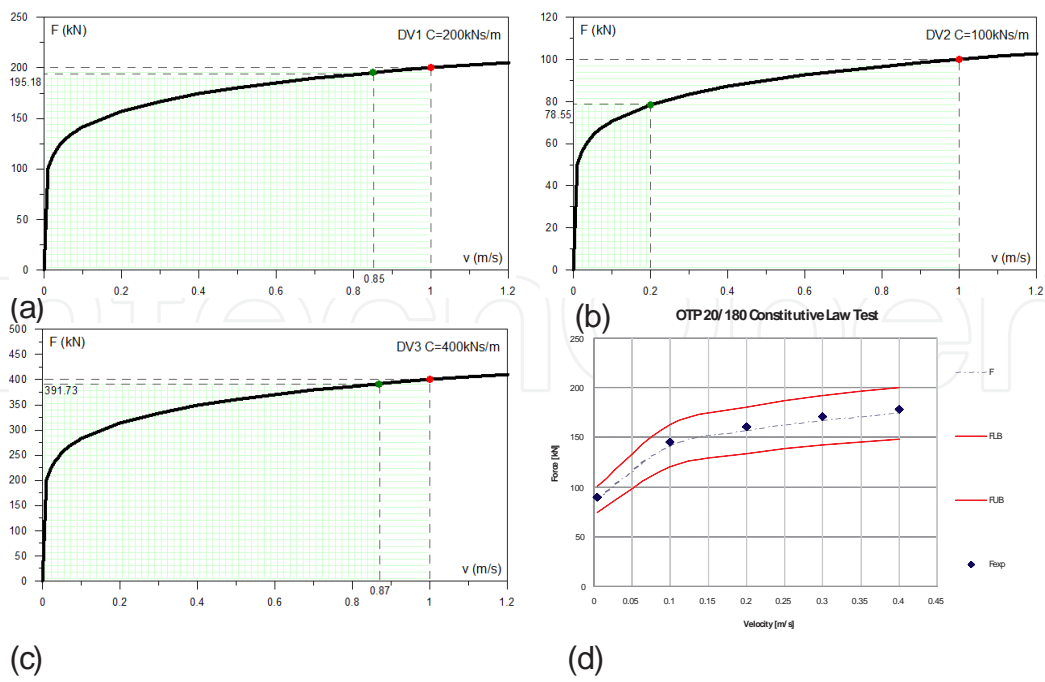 F (kN)
DV1 C=200kNs/m
250
200
195.18
150
100
50
0
0 0.2 0.4 0.6 0.8 1 1.2
0.85
v (m/s)
(a)
F (kN)
DV2 C=100kNs/m
120
100
80
78.55
60
40
20
0
0 0.2 0.4 0.6 0.8 1 1.2
v (m/s)
(b)
F (kN)
DV3 C=400kNs/m
500
450
400
391.73
350
300
250
200
150
100
50
0
0 0.2 0.4 0.6 0.8 1 1.2
0.87
v (m/s)
(c)
OTP 20/180 Constitutive Law Test
250
200
150
100
50
0
Force [kN]
0 0.05 0.1 0.15 0.2 0.25 0.3 0.35 0.4 0.45
Velocity [m/s]
F
FLB
FUB
Fexp
(d)